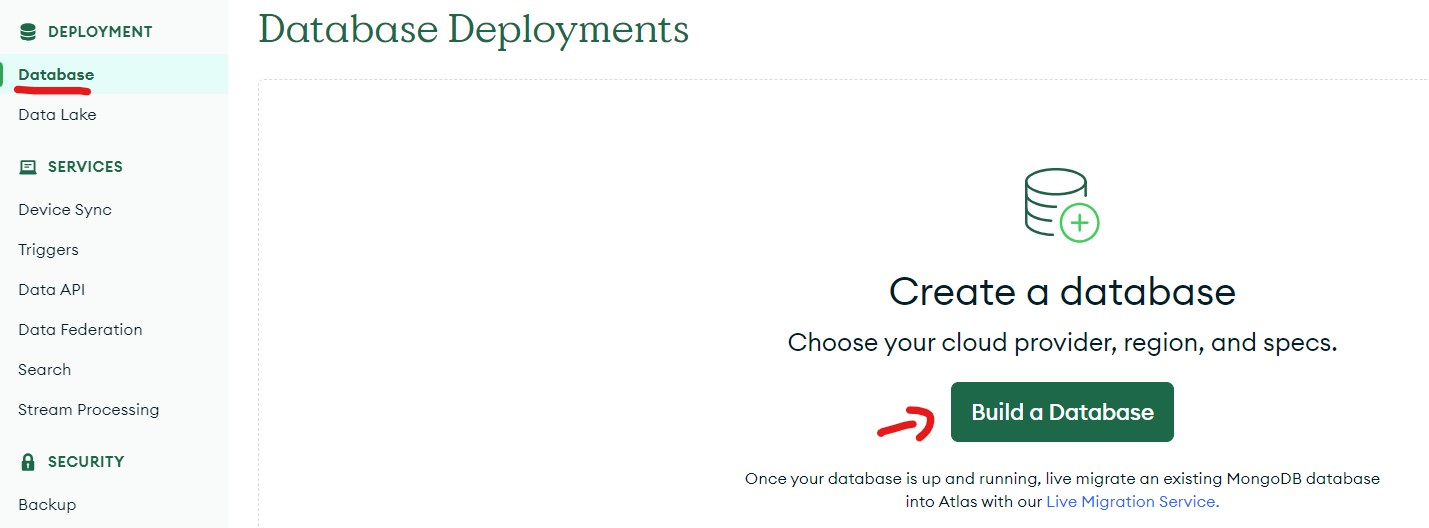 DEPLOYMENT
Database
Data Lake
SERVICES
Device Sync
Triggers
Data API
Data Federation
Search
Stream Processing
SECURITY
Backup
Database Deployments
Create a database
Choose your cloud provider, region, and specs.
Build a Database
Once your database is up and running, live migrate an existing MongoDB database
into Atlas with our Live Migration Service.